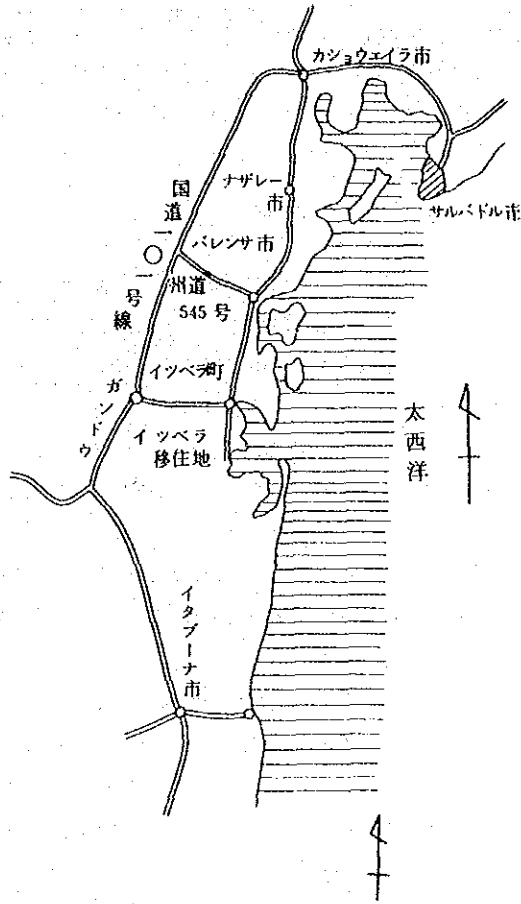 カショウェイラ市
サルバドル市
ナザレー
市
バレンサ市
国道一〇一号線
州道
545号
イツベラ町
ガンドウ
イツベラ
移住地
太西洋
イタブーナ市